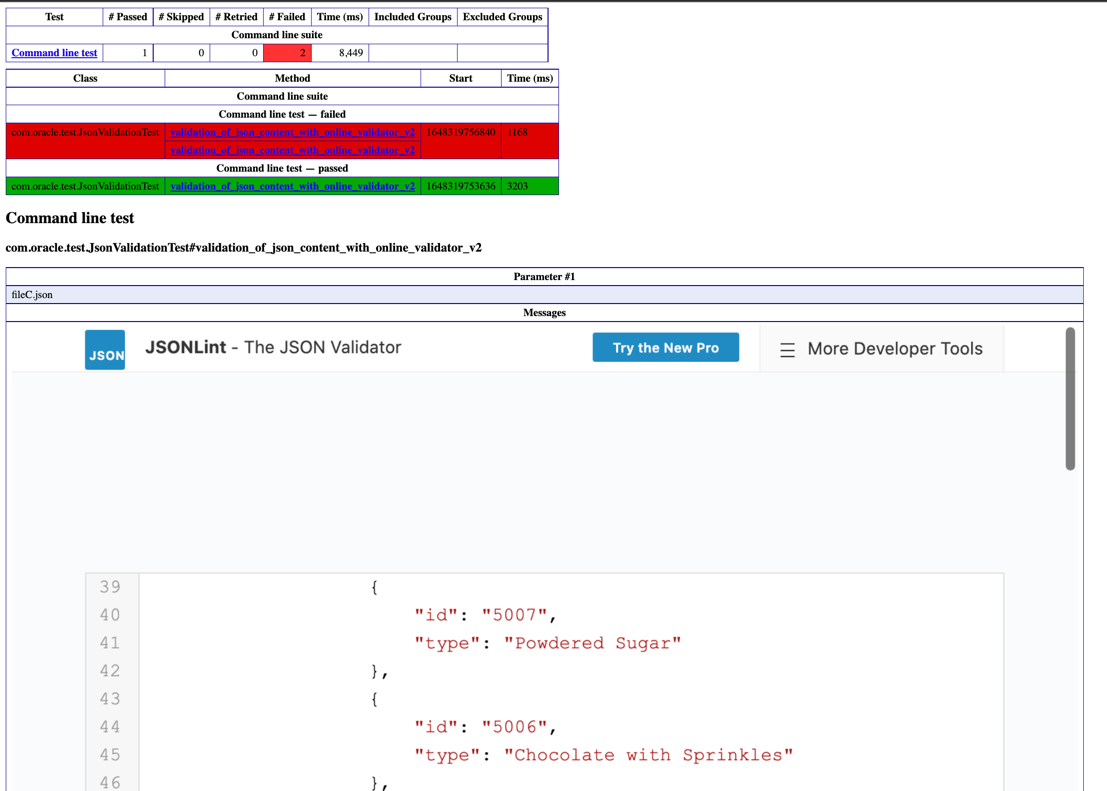 Test # Passed # Skipped # Retried # Failed Time (ms) Included Groups Excluded Groups
Command line suite
Command line test 1 0 0 2 8,449
Class Method Start Time (ms)
Command line suite
Command line test — failed
com.oracle.test.JsonValidationTest validation_of_json_content_with_online_validator_v2 1648319756840 1168
validation_of_json_content_with_online_validator_v2
Command line test — passed
com.oracle.test.JsonValidationTest validation_of_json_content_with_online_validator_v2 1648319753636 3203
Command line test
com.oracle.test.JsonValidationTest#validation_of_json_content_with_online_validator_v2
Parameter #1
fileC.json
Messages
JSON JSONLint - The JSON Validator Try the New Pro ☰ More Developer Tools
39 {
40 "id": "5007",
41 "type": "Powdered Sugar"
42 },
43 {
44 "id": "5006",
45 "type": "Chocolate with Sprinkles"
46 },